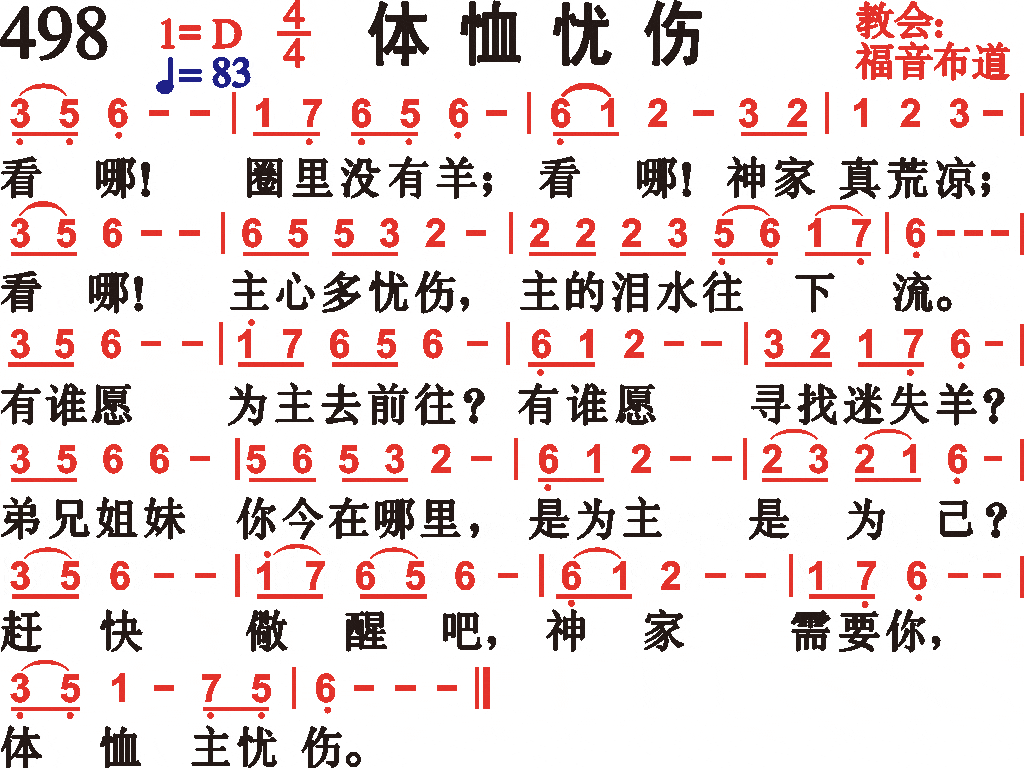 498 1=D 4/4 体恤忧伤 教会:
♩=83 福音布道
3 5 6 - - | 1 7 6 5 6 - | 6 1 2 - 3 2 | 1 2 3 - |
看 哪! 圈里没有羊; 看 哪! 神家 真荒凉;
3 5 6 - - | 6 5 5 3 2 - | 2 2 2 3 5 6 1 7 | 6 - - - |
看 哪! 主心多忧伤, 主的泪水往 下 流。
3 5 6 - - | 1 7 6 5 6 - | 6 1 2 - - | 3 2 1 7 6 - |
有谁愿 为主去前往? 有谁愿 寻找迷失羊?
3 5 6 6 - | 5 6 5 3 2 - | 6 1 2 - - | 2 3 2 1 6 - |
弟兄姐妹 你今在哪里, 是为主 是 为 己?
3 5 6 - - | 1 7 6 5 6 - | 6 1 2 - - | 1 7 6 - - |
赶 快 儆 醒 吧, 神 家 需要你,
3 5 1 - 7 5 | 6 - - - ‖
体 恤 主忧 伤。